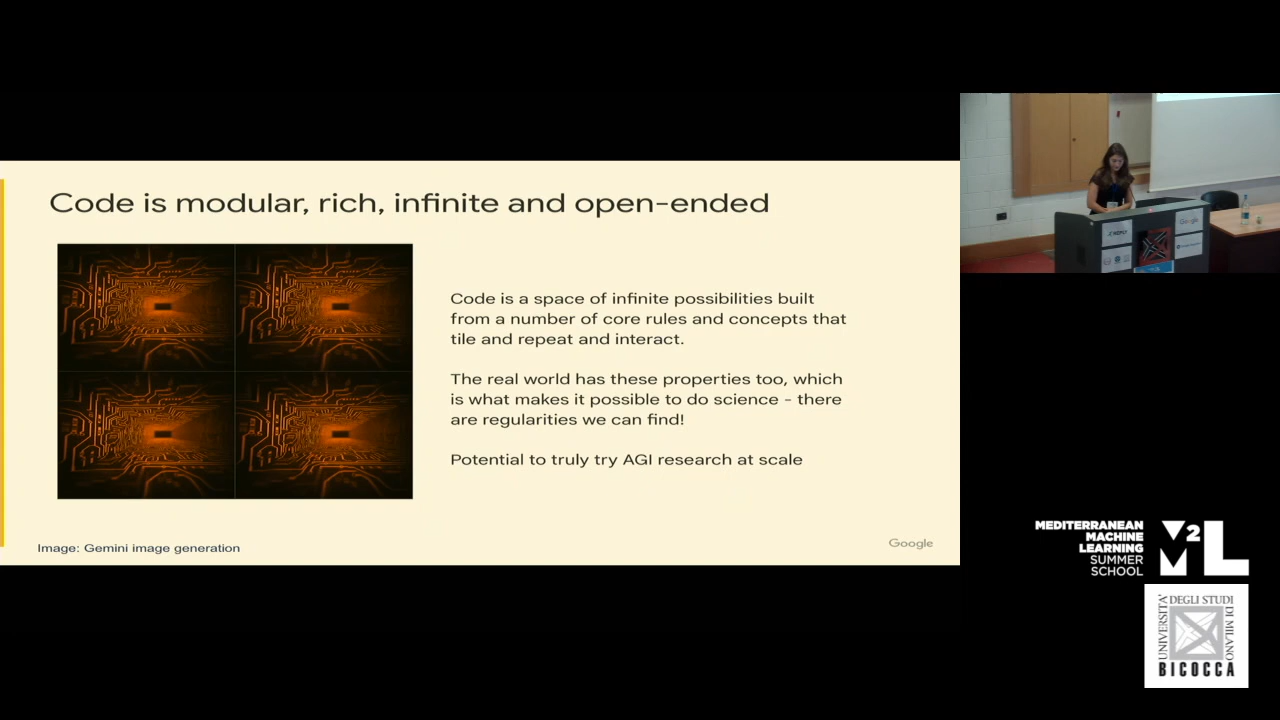 Code is modular, rich, infinite and open-ended
Code is a space of infinite possibilities built
from a number of core rules and concepts that
tile and repeat and interact.
The real world has these properties too, which
is what makes it possible to do science - there
are regularities we can find!
Potential to truly try AGI research at scale
Image: Gemini image generation
Google
Google
MEDITERRANEAN
MACHINE
LEARNING
SUMMER
SCHOOL
M2L
UNIVERSITA'
DEGLI STUDI
DI MILANO
BICOCCA